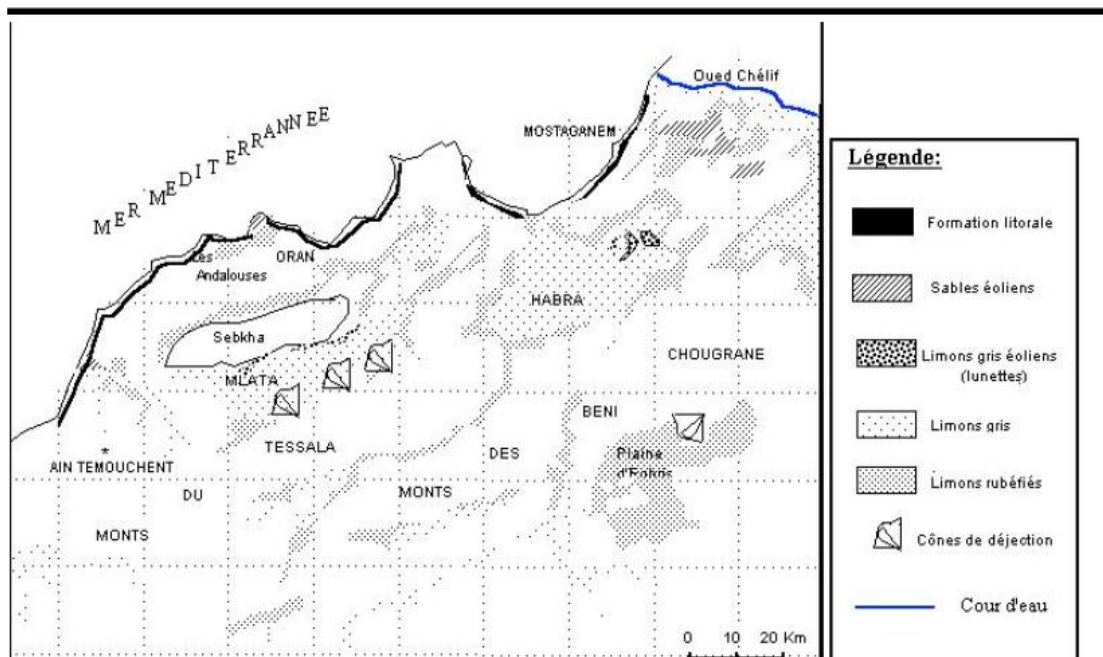 Oued Chélif
MER MEDITERRANNEE
MOSTAGANEM
Les
Andalouses
ORAN
HABRA
Sebkha
MLATA
CHOUGRANE
BENI
TESSALA
DES
Plaine
AIN TEMOUCHENT
DU
MONTS
MONTS
0 10 20 Km
Légende:
Formation litorale
Sables éoliens
Limons gris éoliens
(lunettes)
Limons gris
Limons rubéfiés
Cônes de déjection
Cour d'eau